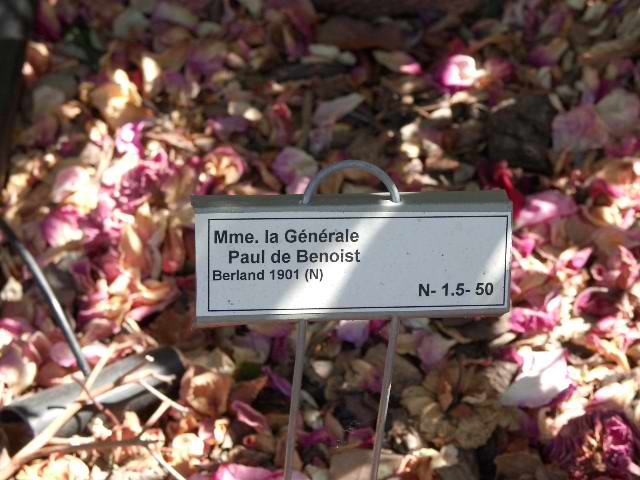 Mme. la Générale
Paul de Benoist
Berland 1901 (N)
N- 1.5- 50